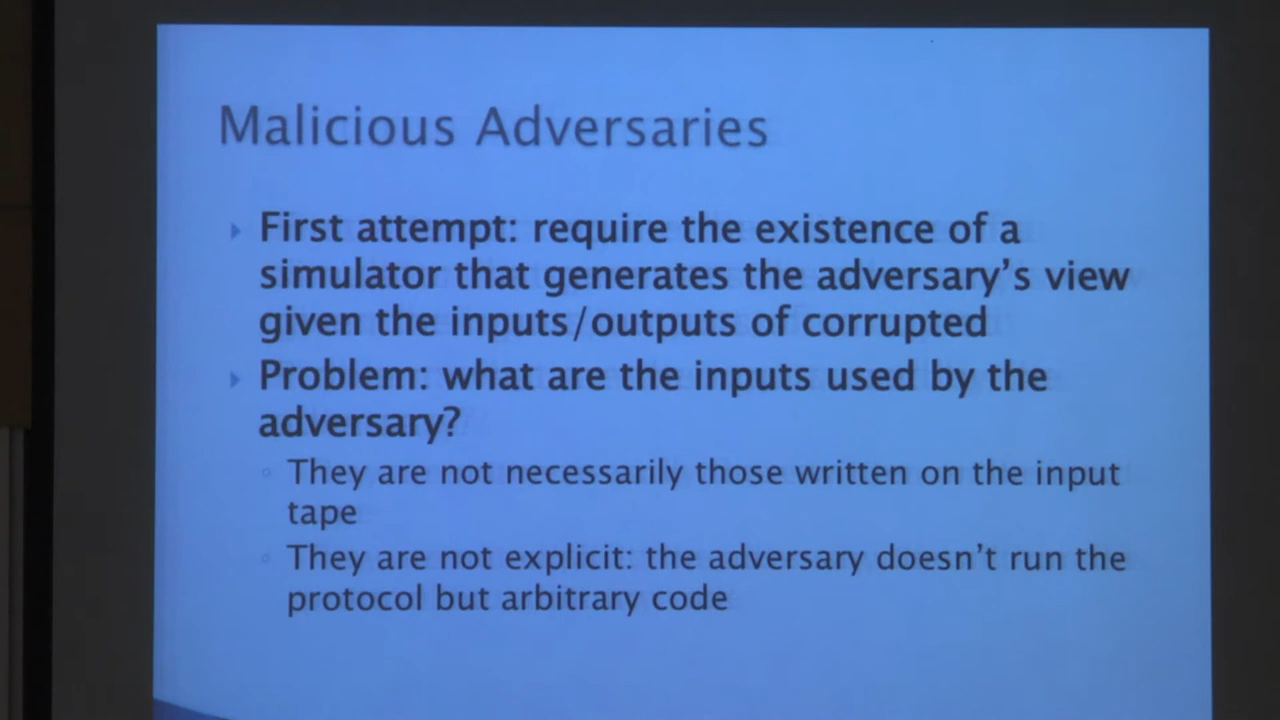 Malicious Adversaries
First attempt: require the existence of a
simulator that generates the adversary's view
given the inputs/outputs of corrupted
Problem: what are the inputs used by the
adversary?
They are not necessarily those written on the input
tape
They are not explicit: the adversary doesn't run the
protocol but arbitrary code